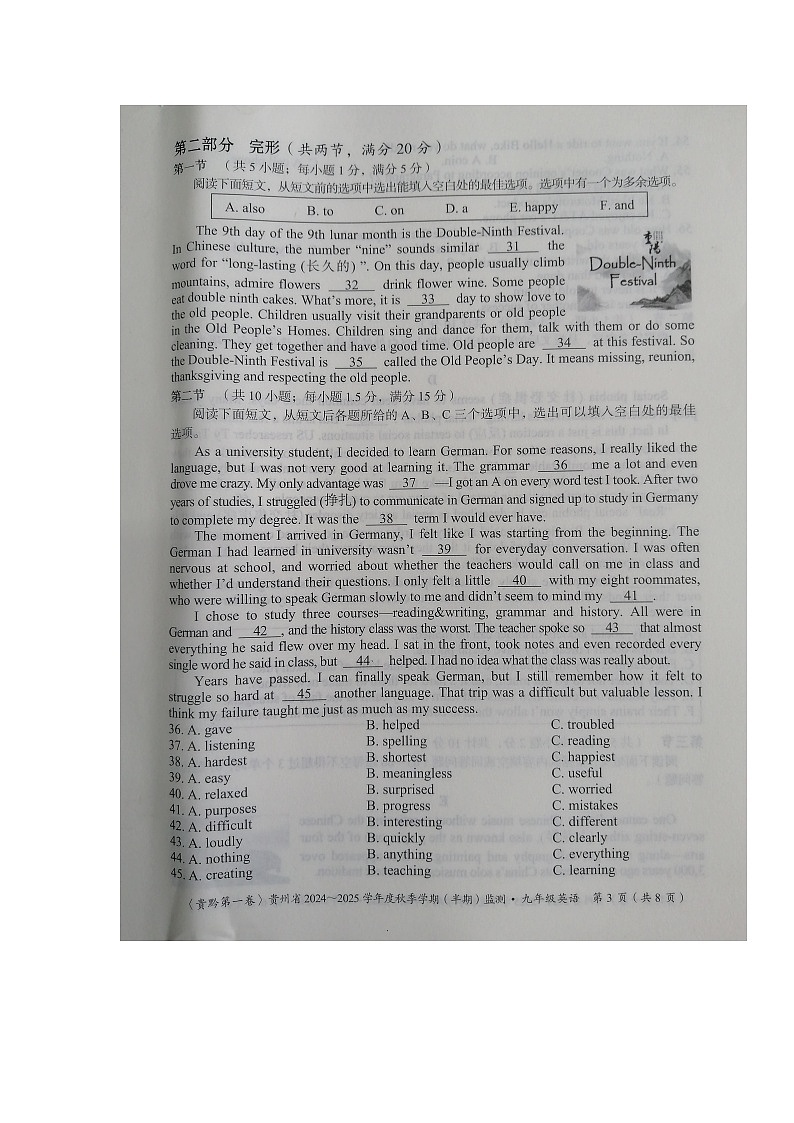 第二部分 完形（共两节，满分 20 分）
第一节 （共 5 小题；每小题 1 分，满分 5 分）
阅读下面短文，从短文前的选项中选出能填入空白处的最佳选项。选项中有一个为多余选项。
A. also B. to C. on D. a E. happy F. and
The 9th day of the 9th lunar month is the Double-Ninth Festival.
In Chinese culture, the number “nine” sounds similar 31 the
word for “long-lasting (长久的) ”. On this day, people usually climb
mountains, admire flowers 32 drink flower wine. Some people
eat double ninth cakes. What’s more, it is 33 day to show love to
the old people. Children usually visit their grandparents or old people
in the Old People’s Homes. Children sing and dance for them, talk with them or do some
cleaning. They get together and have a good time. Old people are 34 at this festival. So
the Double-Ninth Festival is 35 called the Old People’s Day. It means missing, reunion,
thanksgiving and respecting the old people.
重阳
Double-Ninth
Festival
第二节 （共 10 小题；每小题 1.5 分，满分 15 分）
阅读下面短文，从短文后各题所给的 A、B、C 三个选项中，选出可以填入空白处的最佳
选项。
As a university student, I decided to learn German. For some reasons, I really liked the
language, but I was not very good at learning it. The grammar 36 me a lot and even
drove me crazy. My only advantage was 37 —I got an A on every word test I took. After two
years of studies, I struggled (挣扎) to communicate in German and signed up to study in Germany
to complete my degree. It was the 38 term I would ever have.
The moment I arrived in Germany, I felt like I was starting from the beginning. The
German I had learned in university wasn’t 39 for everyday conversation. I was often
nervous at school, and worried about whether the teachers would call on me in class and
whether I’d understand their questions. I only felt a little 40 with my eight roommates,
who were willing to speak German slowly to me and didn’t seem to mind my 41 .
I chose to study three courses—reading&writing, grammar and history. All were in
German and 42 , and the history class was the worst. The teacher spoke so 43 that almost
everything he said flew over my head. I sat in the front, took notes and even recorded every
single word he said in class, but 44 helped. I had no idea what the class was really about.
Years have passed. I can finally speak German, but I still remember how it felt to
struggle so hard at 45 another language. That trip was a difficult but valuable lesson. I
think my failure taught me just as much as my success.
36. A. gave B. helped C. troubled
37. A. listening B. spelling C. reading
38. A. hardest B. shortest C. happiest
39. A. easy B. meaningless C. useful
40. A. relaxed B. surprised C. worried
41. A. purposes B. progress C. mistakes
42. A. difficult B. interesting C. different
43. A. loudly B. quickly C. clearly
44. A. nothing B. anything C. everything
45. A. creating B. teaching C. learning
〈贵黔第一卷〉贵州省 2024～2025 学年度秋季学期（半期）监测·九年级英语 第 3 页（共 8 页）